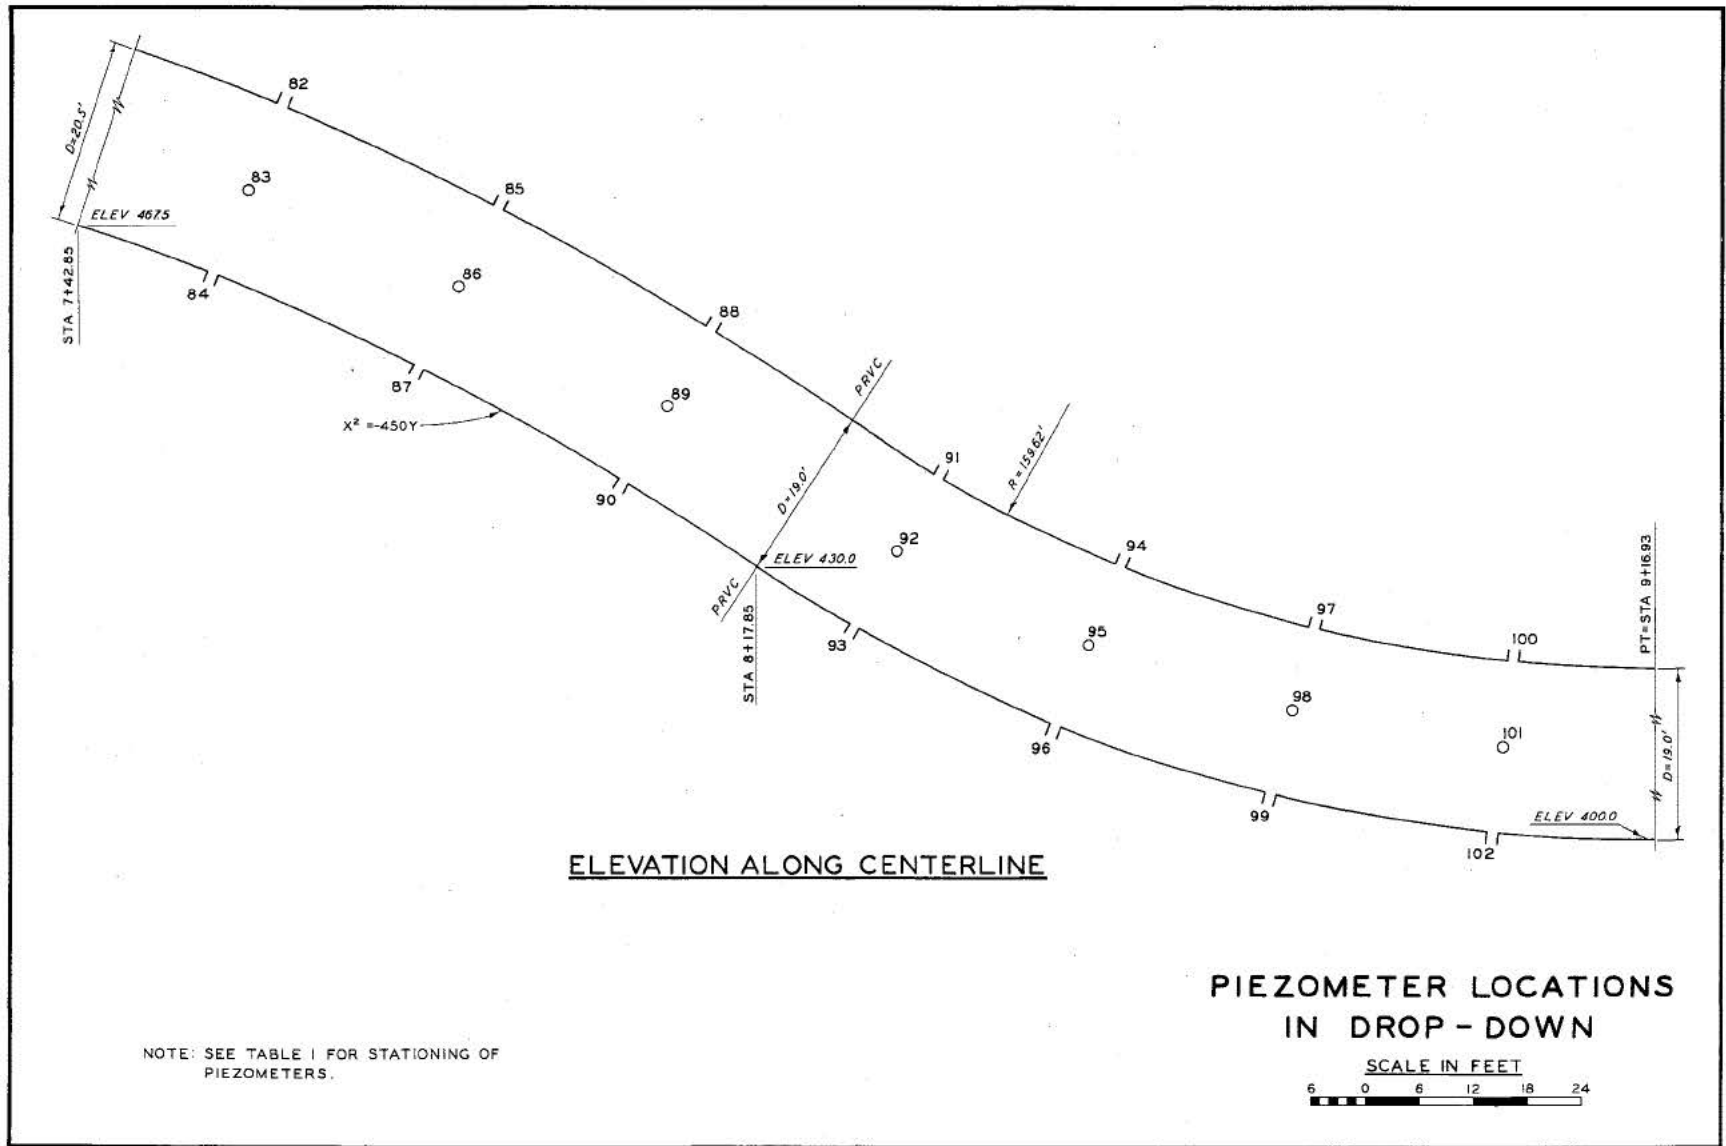 82
D=20.5'
83
85
ELEV 467.5
STA 7+42.85
84
86
88
87
X² =-450Y
89
PRVC
91
R=159.62'
90
D=19.0'
92
94
ELEV 430.0
PRVC
STA 8+17.85
93
95
97
PT=STA 9+16.93
96
98
100
101
D=19.0'
99
ELEV 400.0
102
ELEVATION ALONG CENTERLINE
PIEZOMETER LOCATIONS
IN DROP-DOWN
NOTE: SEE TABLE 1 FOR STATIONING OF
PIEZOMETERS.
SCALE IN FEET
6 0 6 12 18 24